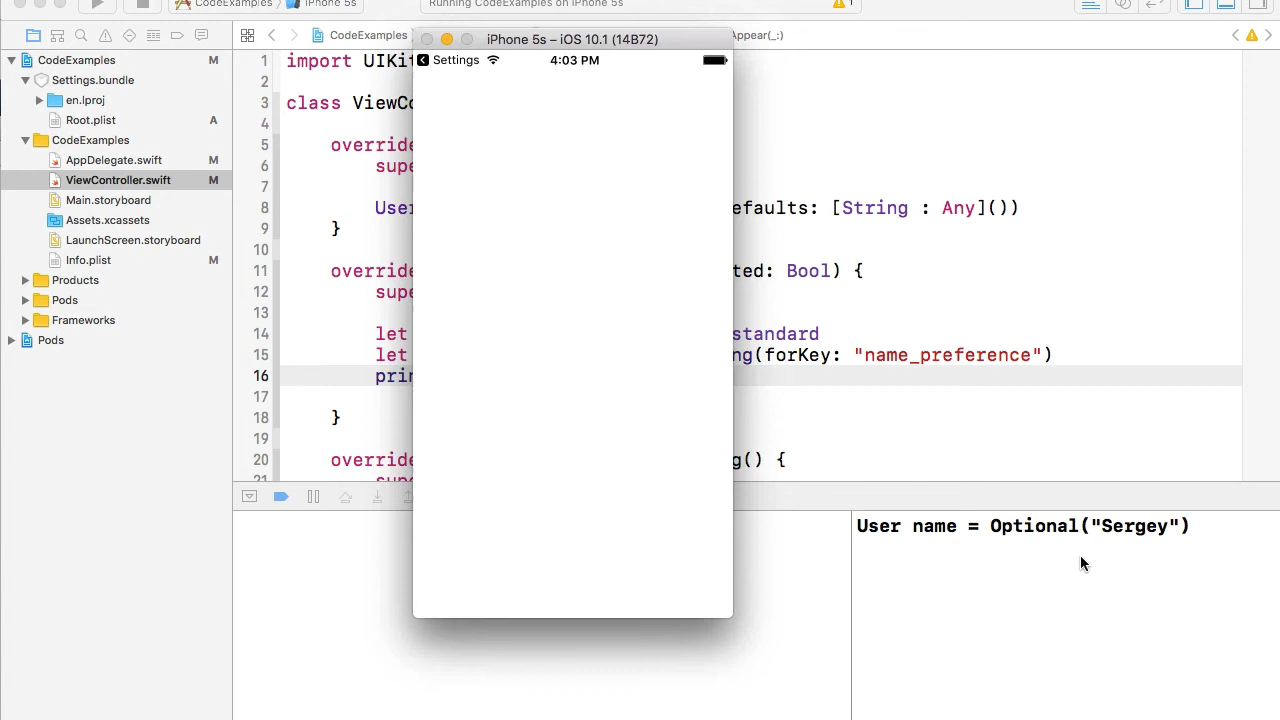 CodeExamples iPhone 5s Running CodeExamples on iPhone 5s 1
CodeExamples Appear(_:)
iPhone 5s – iOS 10.1 (14B72)
Settings 4:03 PM
CodeExamples
Settings.bundle
en.lproj
Root.plist A
CodeExamples
AppDelegate.swift M
ViewController.swift M
Main.storyboard
Assets.xcassets
LaunchScreen.storyboard
Info.plist M
Products
Pods
Frameworks
Pods
1 import UIKit
2
3 class ViewCo
4
5 override
6 supe
7
8 User efaults: [String : Any]())
9 }
10
11 override ted: Bool) {
12 supe
13
14 let standard
15 let ng(forKey: "name_preference")
16 prin
17
18 }
19
20 override g() {
21 supe
User name = Optional("Sergey")